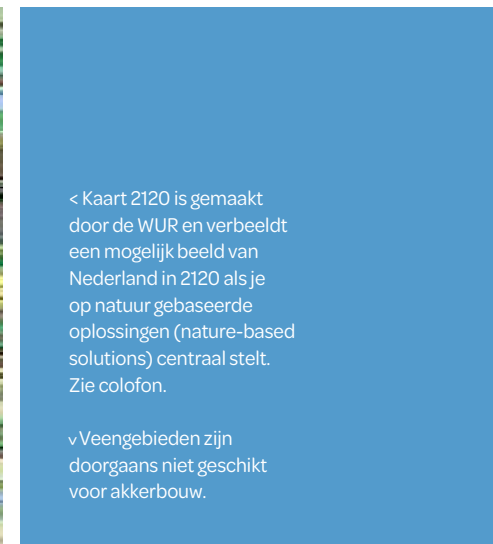 < Kaart 2120 is gemaakt
door de WUR en verbeeldt
een mogelijk beeld van
Nederland in 2120 als je
op natuur gebaseerde
oplossingen (nature-based
solutions) centraal stelt.
Zie colofon.
v Veengebieden zijn
doorgaans niet geschikt
voor akkerbouw.